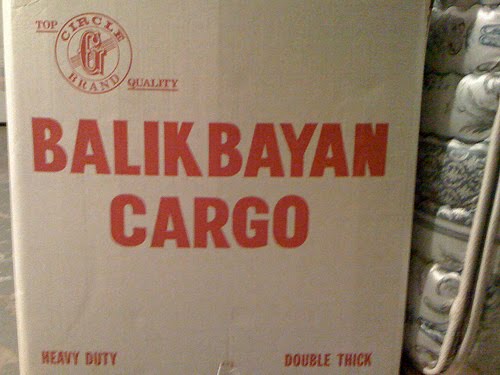 TOP CIRCLE
G
BRAND QUALITY
BALIKBAYAN
CARGO
HEAVY DUTY DOUBLE THICK